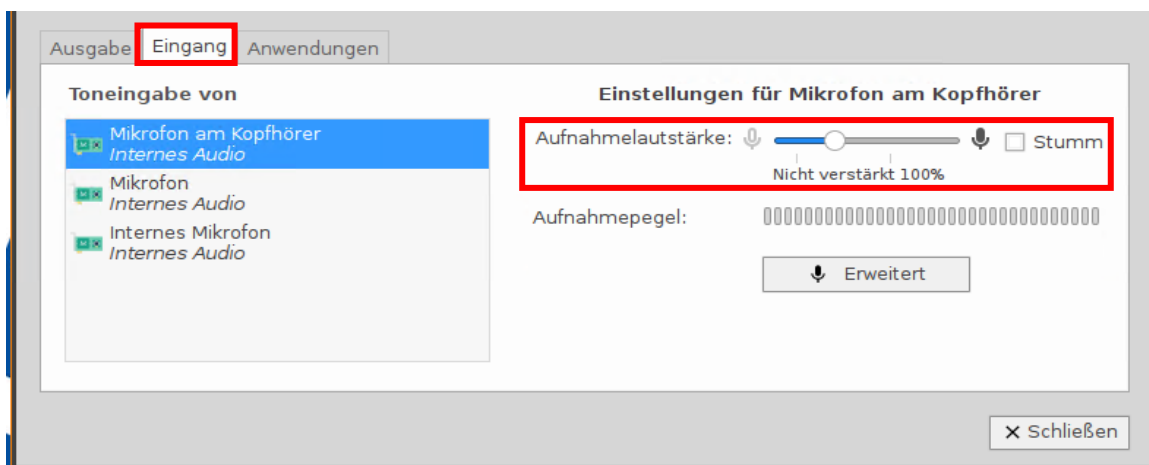 Ausgabe Eingang Anwendungen
Toneingabe von
Mikrofon am Kopfhörer
Internes Audio
Mikrofon
Internes Audio
Internes Mikrofon
Internes Audio
Einstellungen für Mikrofon am Kopfhörer
Aufnahmelautstärke: Stumm
Nicht verstärkt 100%
Aufnahmepegel:
Erweitert
Schließen